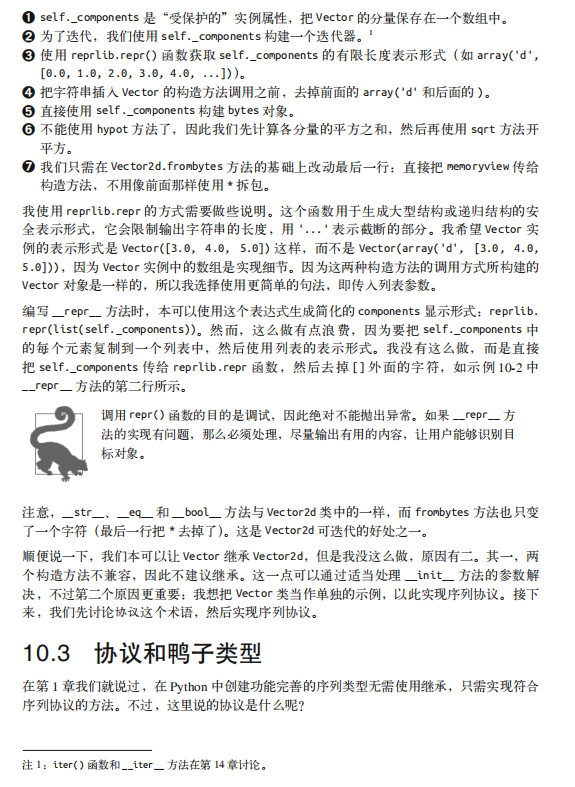 ❶ self._components 是“受保护的”实例属性，把 Vector 的分量保存在一个数组中。
❷ 为了迭代，我们使用 self._components 构建一个迭代器。1
❸ 使用 reprlib.repr() 函数获取 self._components 的有限长度表示形式（如 array('d',
[0.0, 1.0, 2.0, 3.0, 4.0, ...])）。
❹ 把字符串插入 Vector 的构造方法调用之前，去掉前面的 array('d' 和后面的 )。
❺ 直接使用 self._components 构建 bytes 对象。
❻ 不能使用 hypot 方法了，因此我们先计算各分量的平方之和，然后再使用 sqrt 方法开
平方。
❼ 我们只需在 Vector2d.frombytes 方法的基础上改动最后一行：直接把 memoryview 传给
构造方法，不用像前面那样使用 * 拆包。
我使用 reprlib.repr 的方式需要做些说明。这个函数用于生成大型结构或递归结构的安
全表示形式，它会限制输出字符串的长度，用 '...' 表示截断的部分。我希望 Vector 实
例的表示形式是 Vector([3.0, 4.0, 5.0]) 这样，而不是 Vector(array('d', [3.0, 4.0,
5.0]))，因为 Vector 实例中的数组是实现细节。因为这两种构造方法的调用方式所构建的
Vector 对象是一样的，所以我选择使用更简单的句法，即传入列表参数。
编写 __repr__ 方法时，本可以使用这个表达式生成简化的 components 显示形式：reprlib.
repr(list(self._components))。然而，这么做有点浪费，因为要把 self._components 中
的每个元素复制到一个列表中，然后使用列表的表示形式。我没有这么做，而是直接
把 self._components 传给 reprlib.repr 函数，然后去掉 [] 外面的字符，如示例 10-2 中
__repr__ 方法的第二行所示。
调用 repr() 函数的目的是调试，因此绝对不能抛出异常。如果 __repr__ 方
法的实现有问题，那么必须处理，尽量输出有用的内容，让用户能够识别目
标对象。
注意，__str__、__eq__ 和 __bool__ 方法与 Vector2d 类中的一样，而 frombytes 方法也只变
了一个字符（最后一行把 * 去掉了）。这是 Vector2d 可迭代的好处之一。
顺便说一下，我们本可以让 Vector 继承 Vector2d，但是我没这么做，原因有二。其一，两
个构造方法不兼容，因此不建议继承。这一点可以通过适当处理 __init__ 方法的参数解
决，不过第二个原因更重要：我想把 Vector 类当作单独的示例，以此实现序列协议。接下
来，我们先讨论协议这个术语，然后实现序列协议。
10.3 协议和鸭子类型
在第 1 章我们就说过，在 Python 中创建功能完善的序列类型无需使用继承，只需实现符合
序列协议的方法。不过，这里说的协议是什么呢？
注 1：iter() 函数和 __iter__ 方法在第 14 章讨论。